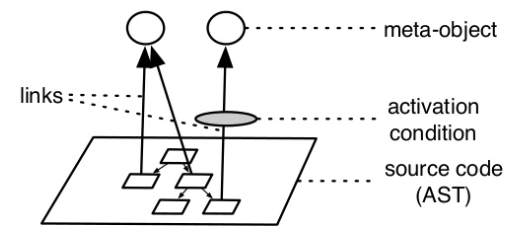 meta-object
links
activation
condition
source code
(AST)